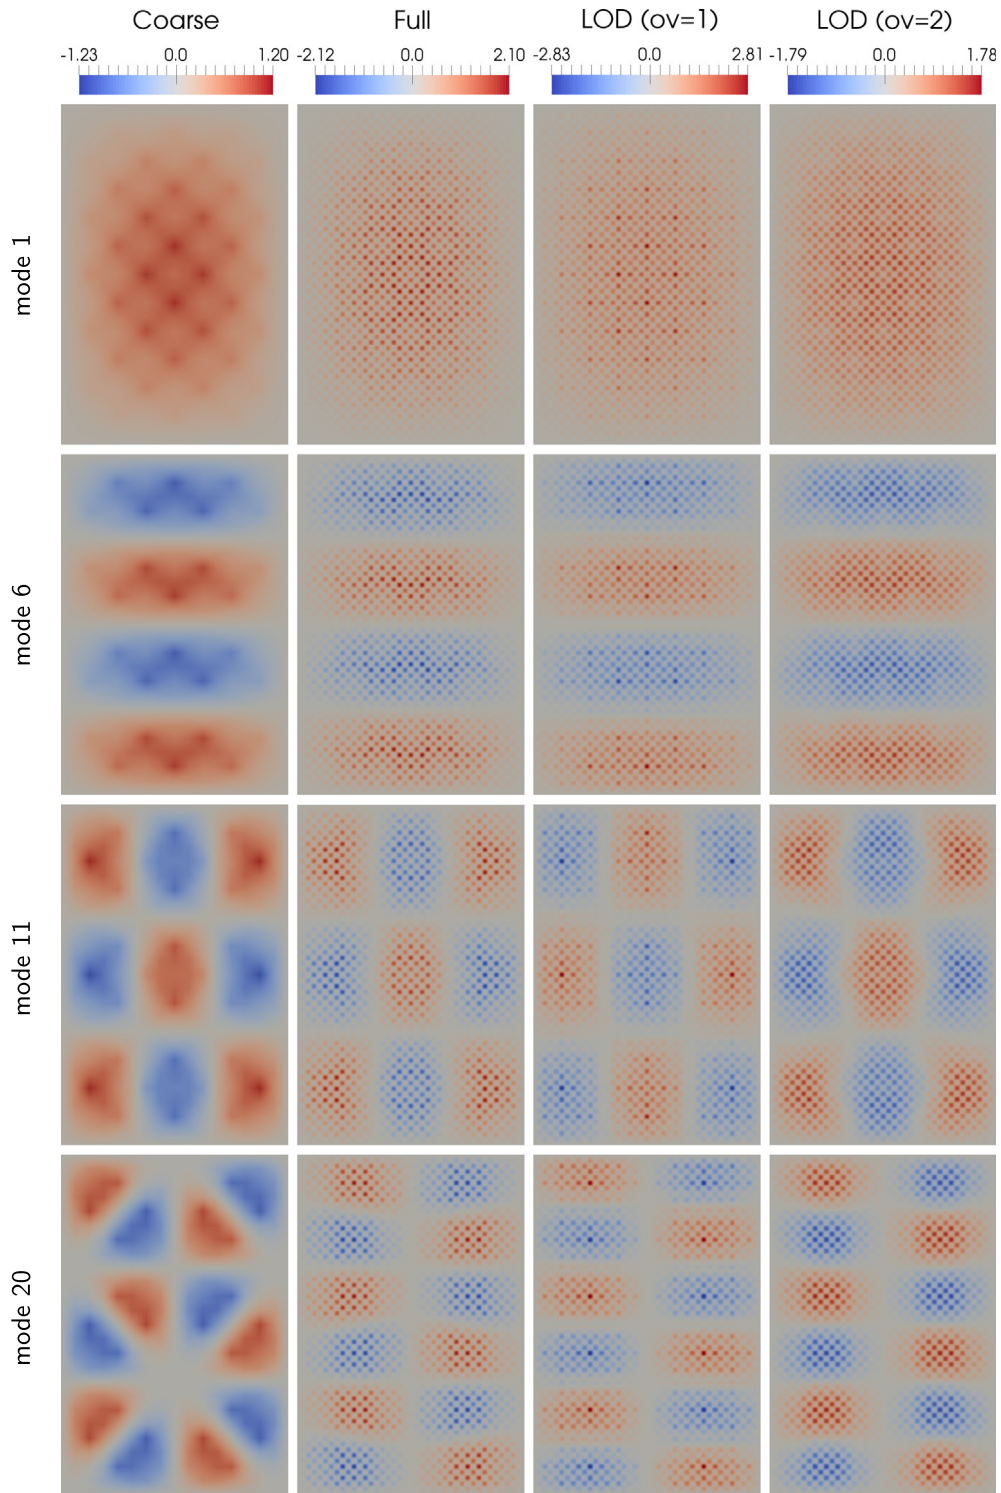 Coarse Full LOD (ov=1) LOD (ov=2)
-1.23 0.0 1.20 -2.12 0.0 2.10 -2.83 0.0 2.81 -1.79 0.0 1.78
mode 1
mode 6
mode 11
mode 20